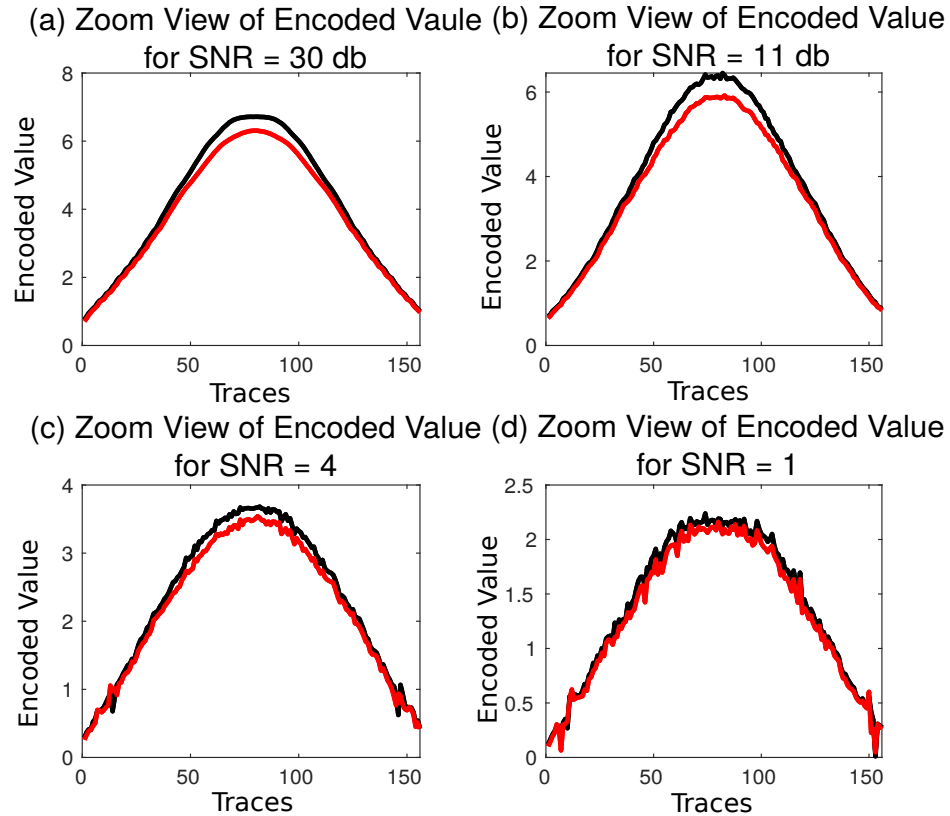 (a) Zoom View of Encoded Vaule
for SNR = 30 db
8
6
4
2
0
0 50 100 150
Encoded Value
Traces
(b) Zoom View of Encoded Value
for SNR = 11 db
6
4
2
0
0 50 100 150
Encoded Value
Traces
(c) Zoom View of Encoded Value
for SNR = 4
4
3
2
1
0
0 50 100 150
Encoded Value
Traces
(d) Zoom View of Encoded Value
for SNR = 1
2.5
2
1.5
1
0.5
0
0 50 100 150
Encoded Value
Traces